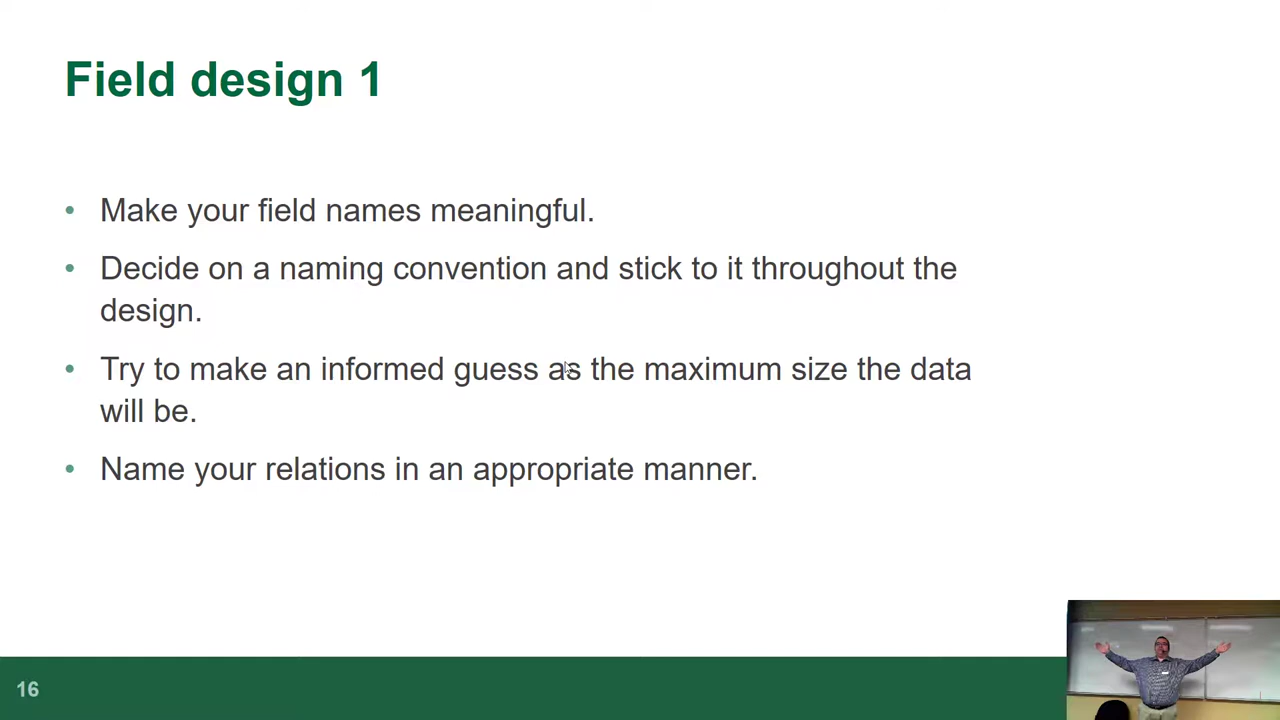 Field design 1
• Make your field names meaningful.
• Decide on a naming convention and stick to it throughout the
design.
• Try to make an informed guess as the maximum size the data
will be.
• Name your relations in an appropriate manner.
16